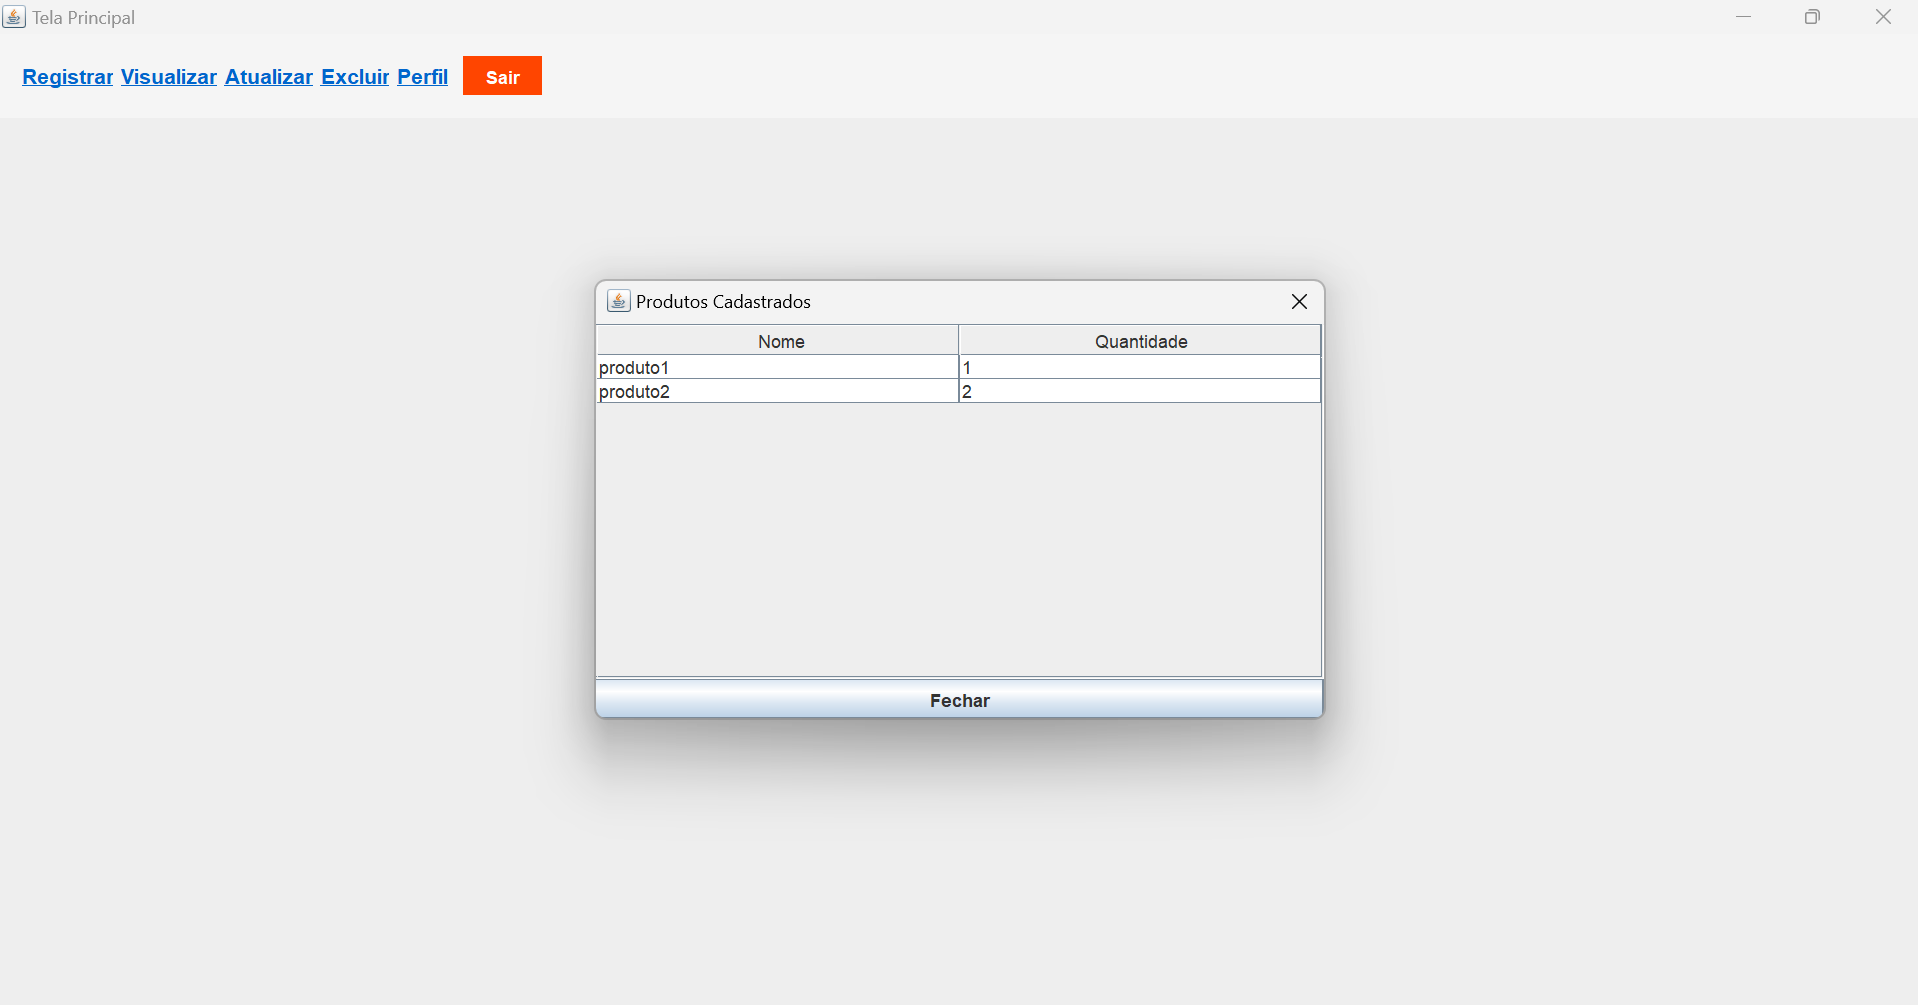 Tela Principal
Registrar Visualizar Atualizar Excluir Perfil Sair
Produtos Cadastrados
Nome Quantidade
produto1 1
produto2 2
Fechar